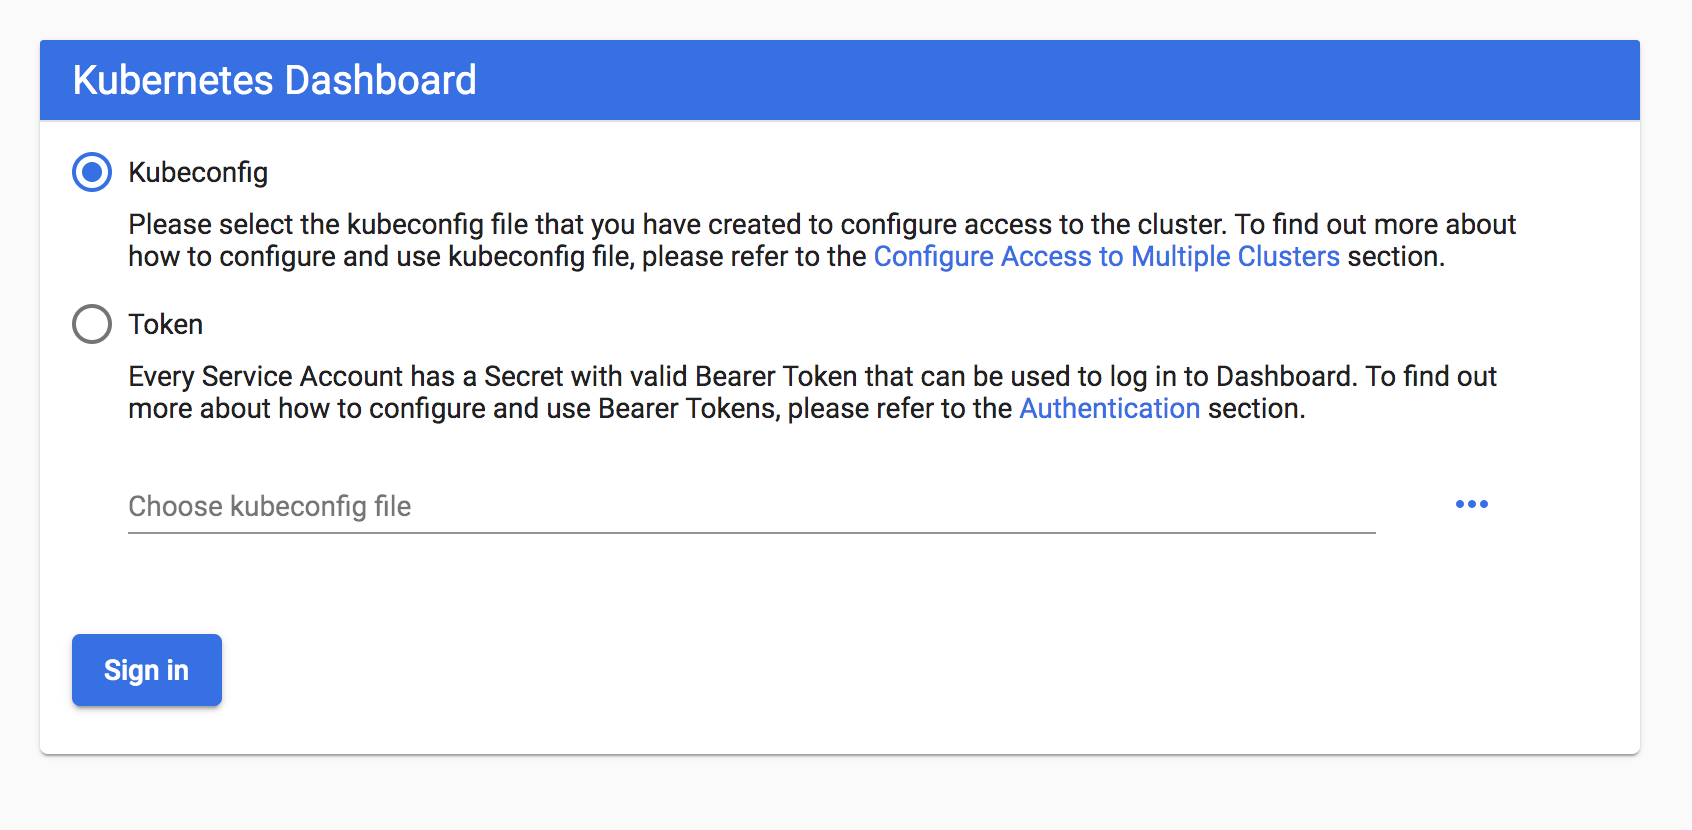 Kubernetes Dashboard
Kubeconfig
Please select the kubeconfig file that you have created to configure access to the cluster. To find out more about
how to configure and use kubeconfig file, please refer to the Configure Access to Multiple Clusters section.
Token
Every Service Account has a Secret with valid Bearer Token that can be used to log in to Dashboard. To find out
more about how to configure and use Bearer Tokens, please refer to the Authentication section.
Choose kubeconfig file
Sign in